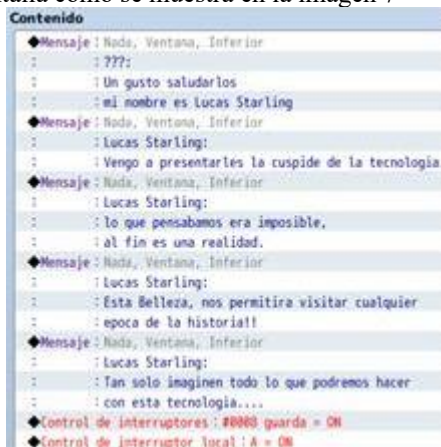 Contenido
◆Mensaje : Nada, Ventana, Inferior
: : ???:
: : Un gusto saludarlos
: : mi nombre es Lucas Starling
◆Mensaje : Nada, Ventana, Inferior
: : Lucas Starling:
: : Vengo a presentarles la cuspide de la tecnologia
◆Mensaje : Nada, Ventana, Inferior
: : Lucas Starling:
: : lo que pensabamos era imposible,
: : al fin es una realidad.
◆Mensaje : Nada, Ventana, Inferior
: : Lucas Starling:
: : Esta Belleza, nos permitira visitar cualquier
: : epoca de la historia!!
◆Mensaje : Nada, Ventana, Inferior
: : Lucas Starling:
: : Tan solo imaginen todo lo que podremos hacer
: : con esta tecnologia....
◆Control de interruptores : #0008 guarda = ON
◆Control de interruptor local : A = ON